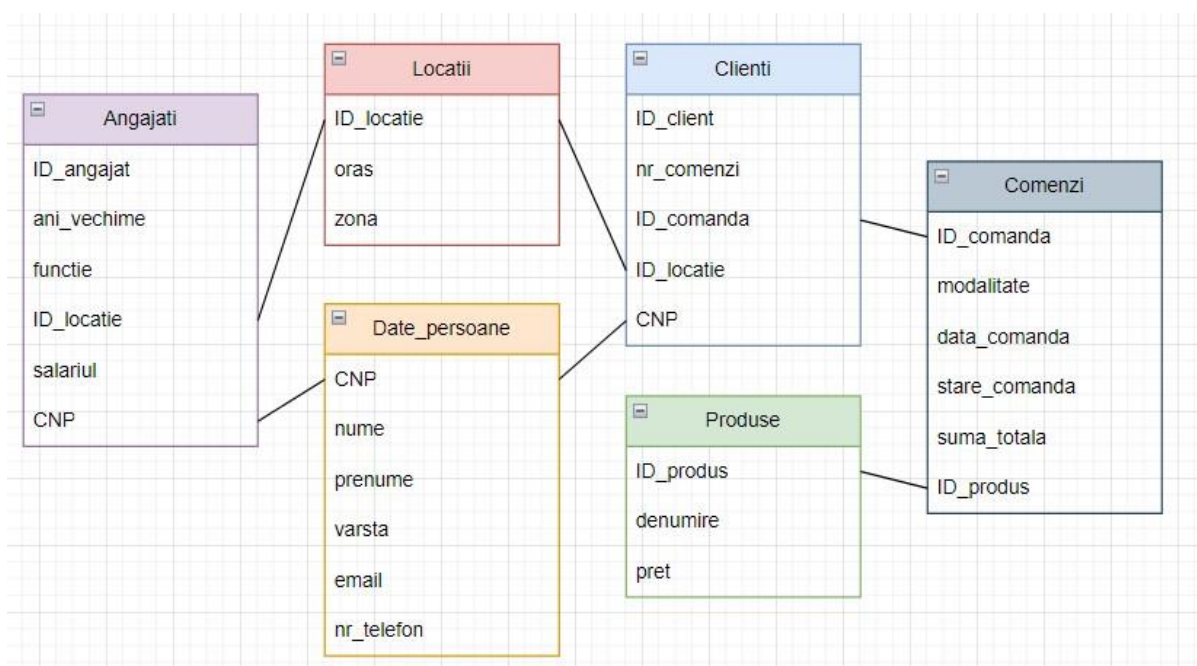 Angajati
ID_angajat
ani_vechime
functie
ID_locatie
salariul
CNP
Locatii
ID_locatie
oras
zona
Date_persoane
CNP
nume
prenume
varsta
email
nr_telefon
Clienti
ID_client
nr_comenzi
ID_comanda
ID_locatie
CNP
Produse
ID_produs
denumire
pret
Comenzi
ID_comanda
modalitate
data_comanda
stare_comanda
suma_totala
ID_produs